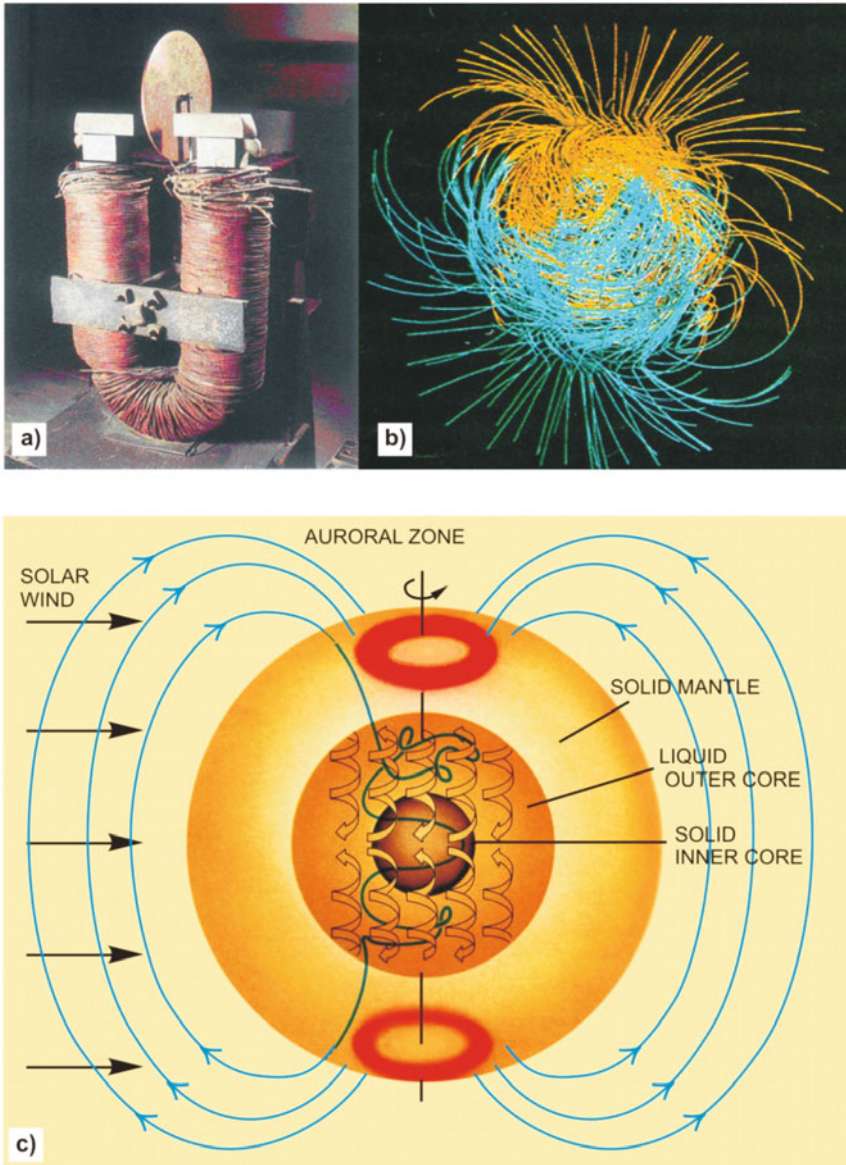 a)
b)
AURORAL ZONE
SOLAR
WIND
SOLID MANTLE
LIQUID
OUTER CORE
SOLID
INNER CORE
c)